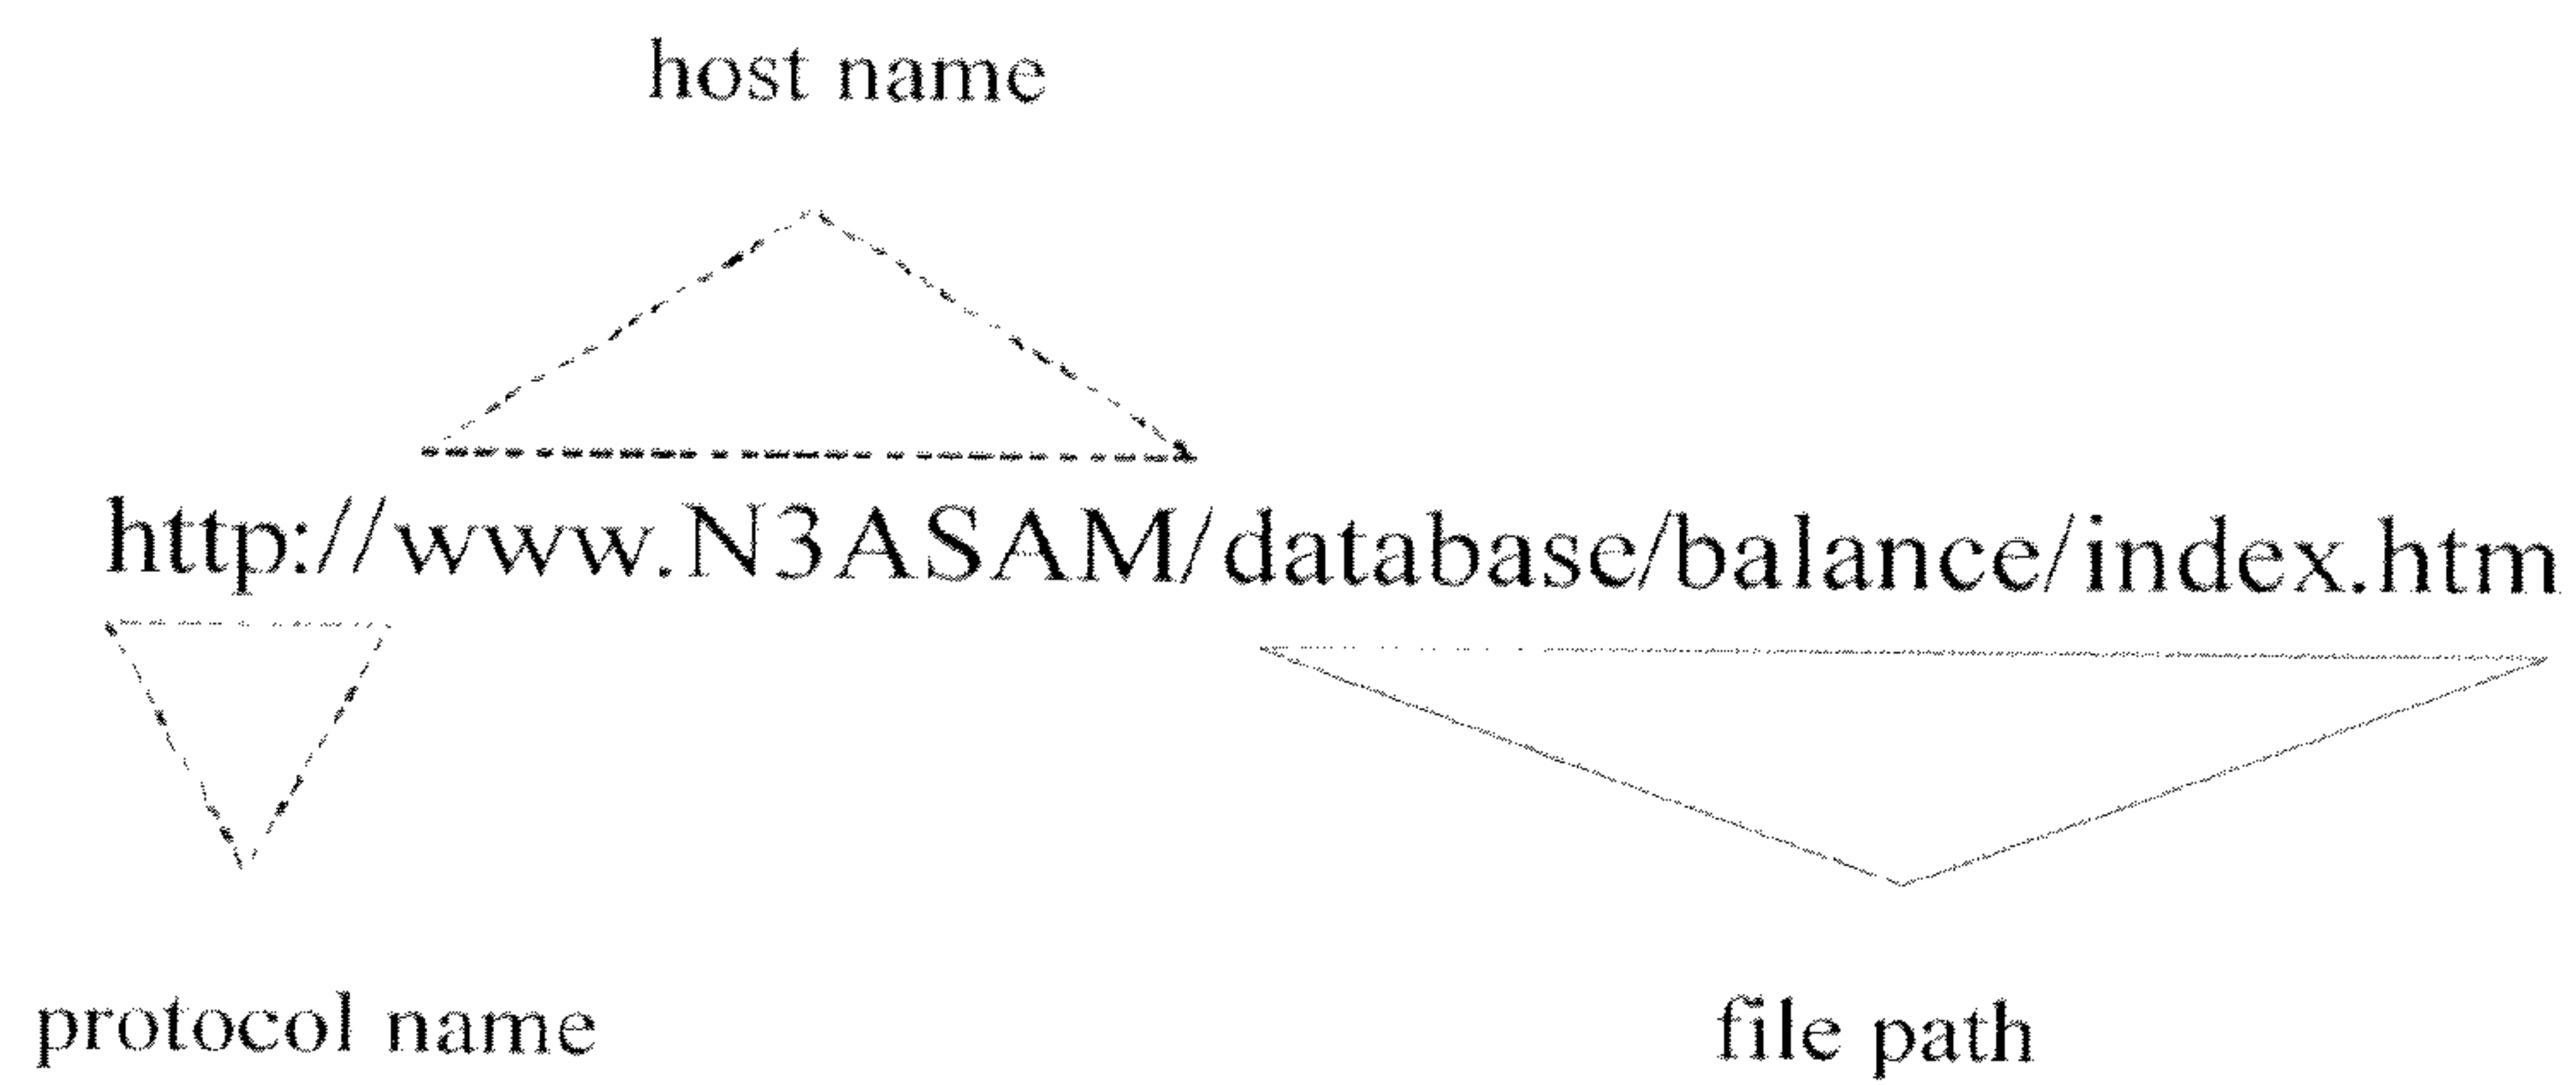 host name
http://www.N3ASAM/database/balance/index.htm
protocol name
file path